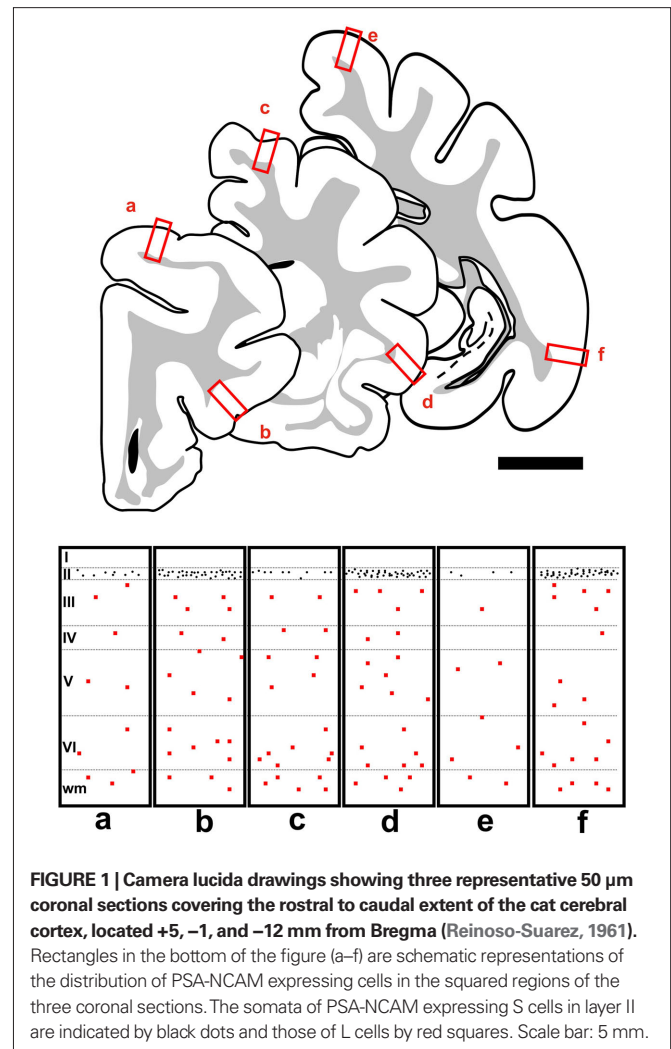 e
c
a
f
d
b
I
II
III
IV
V
VI
wm
a b c d e f
FIGURE 1 | Camera lucida drawings showing three representative 50 μm
coronal sections covering the rostral to caudal extent of the cat cerebral
cortex, located +5, –1, and –12 mm from Bregma (Reinoso-Suarez, 1961).
Rectangles in the bottom of the figure (a–f) are schematic representations of
the distribution of PSA-NCAM expressing cells in the squared regions of the
three coronal sections. The somata of PSA-NCAM expressing S cells in layer II
are indicated by black dots and those of L cells by red squares. Scale bar: 5 mm.